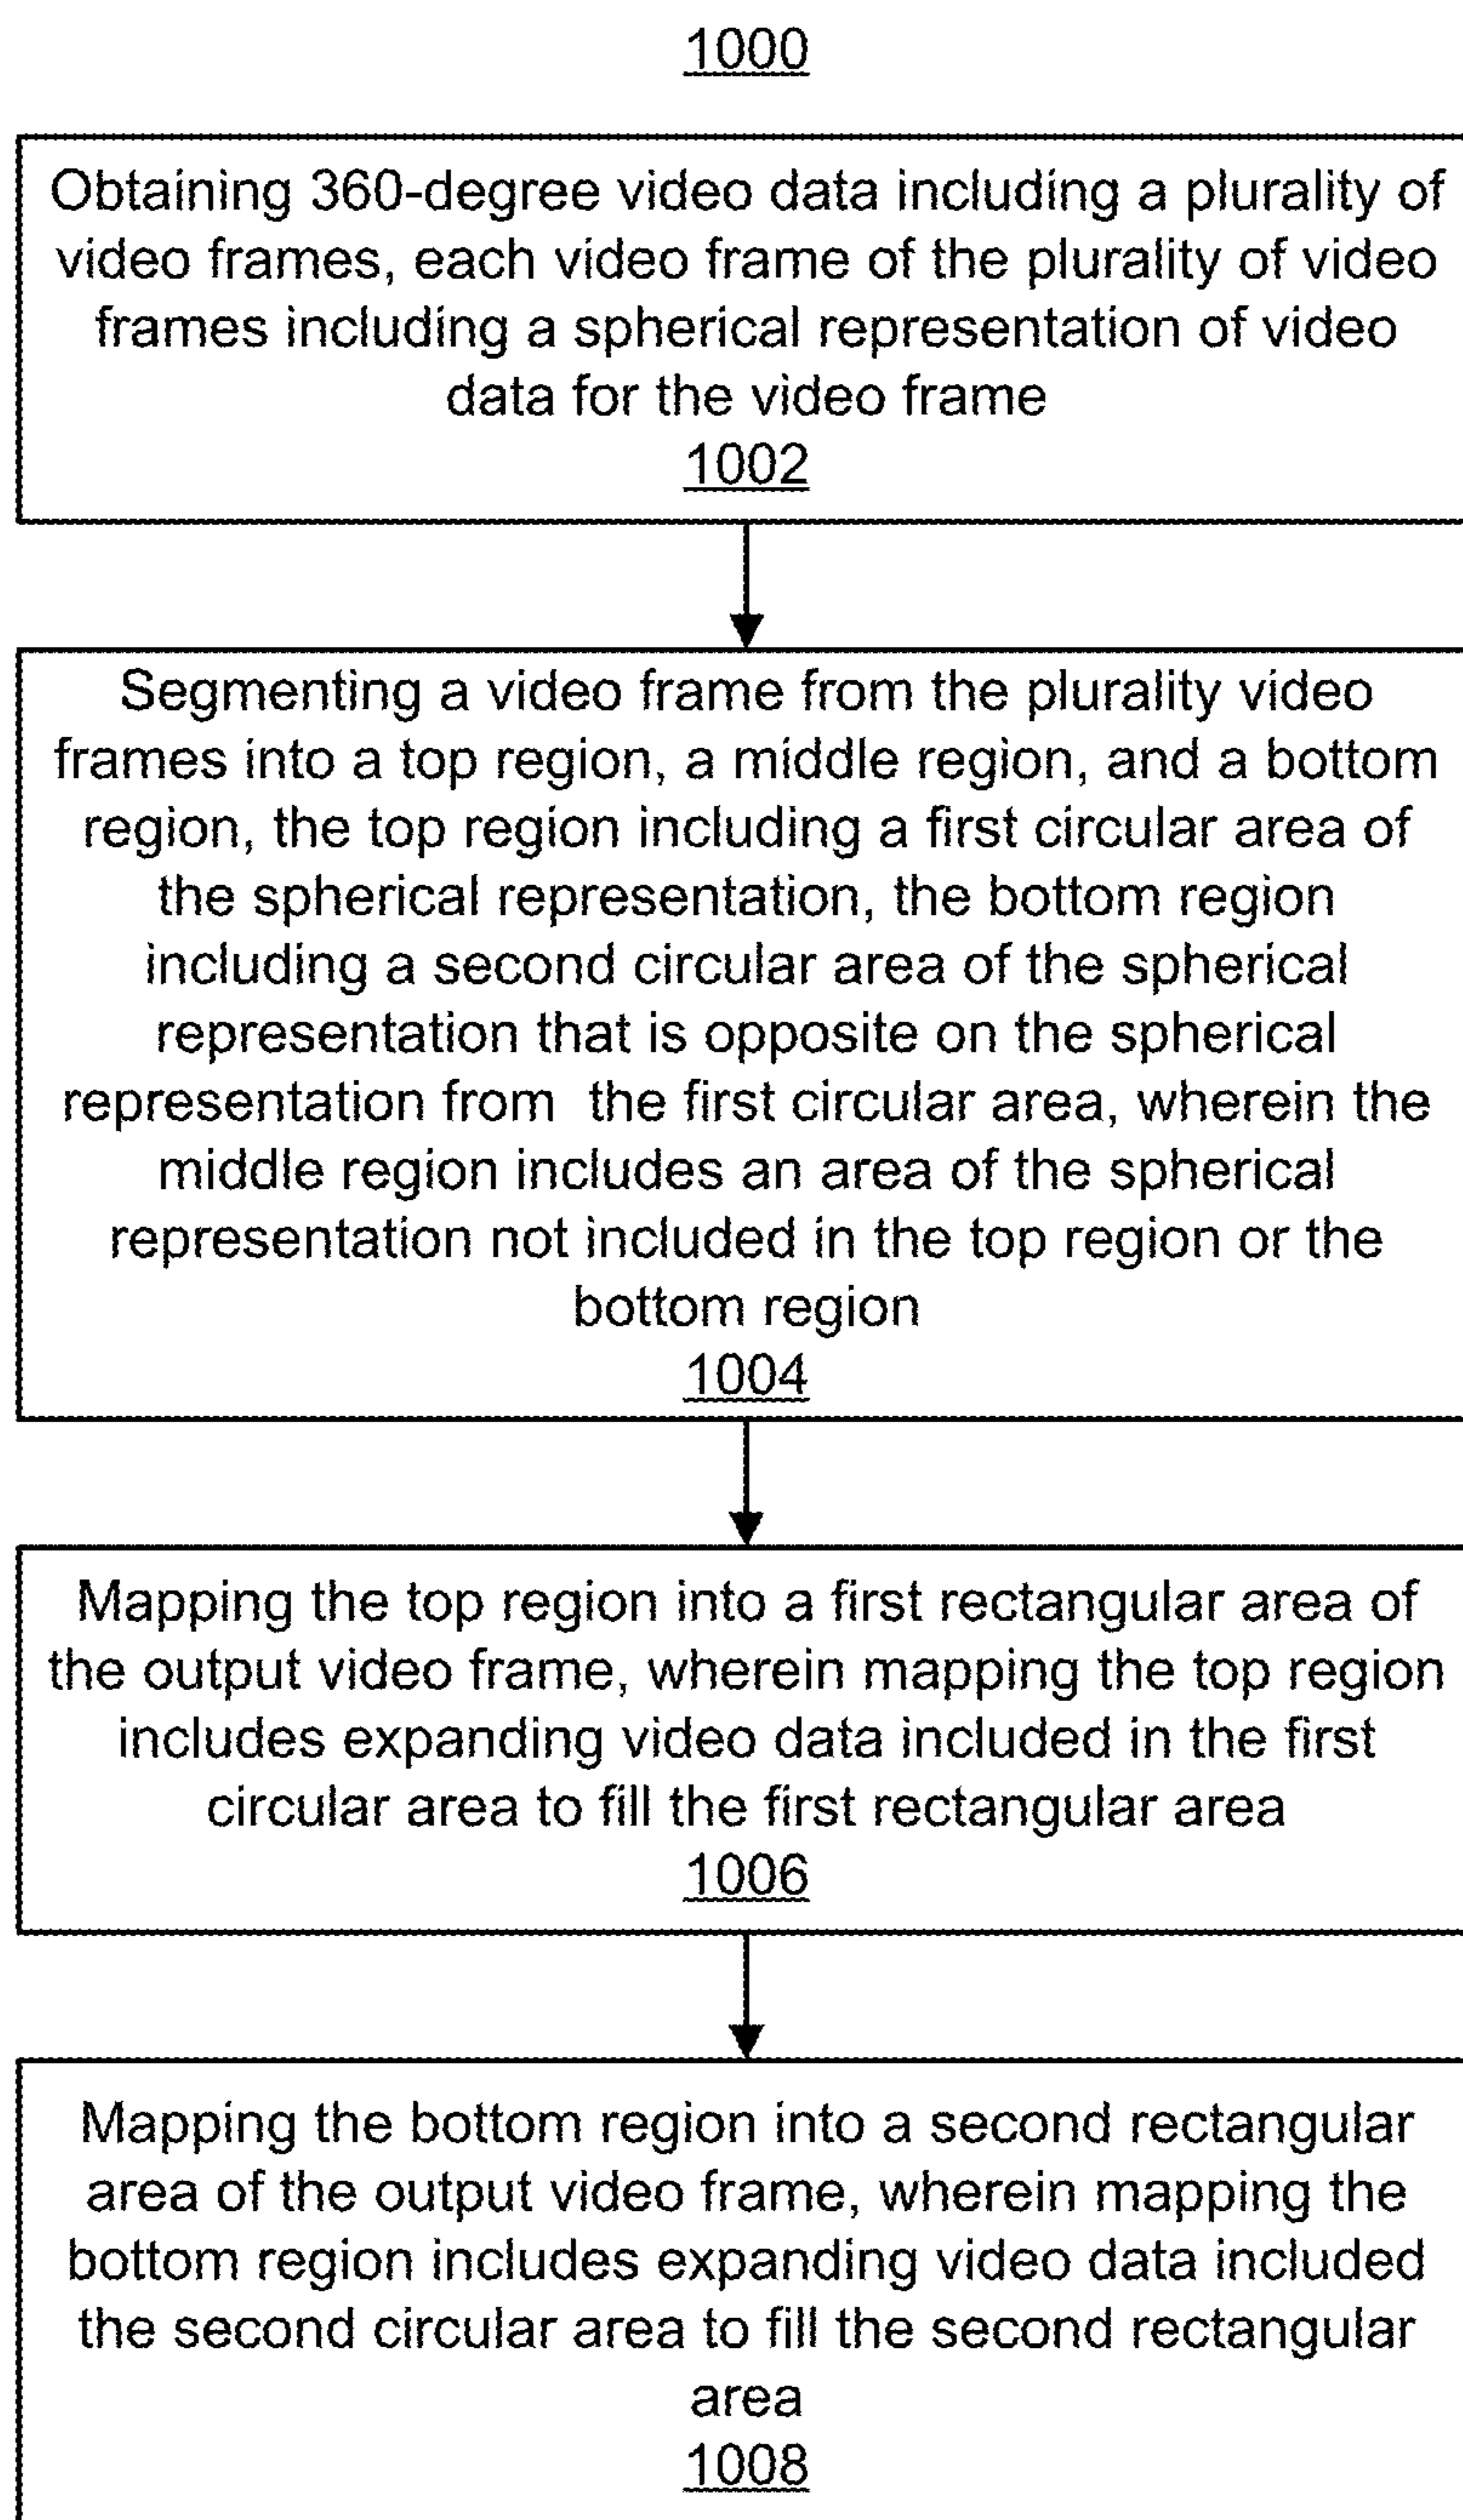 1000
Obtaining 360-degree video data including a plurality of
video frames, each video frame of the plurality of video
frames including a spherical representation of video
data for the video frame
1002
Segmenting a video frame from the plurality video
frames into a top region, a middle region, and a bottom
region, the top region including a first circular area of
the spherical representation, the bottom region
including a second circular area of the spherical
representation that is opposite on the spherical
representation from the first circular area, wherein the
middle region includes an area of the spherical
representation not included in the top region or the
bottom region
1004
Mapping the top region into a first rectangular area of
the output video frame, wherein mapping the top region
includes expanding video data included in the first
circular area to fill the first rectangular area
1006
Mapping the bottom region into a second rectangular
area of the output video frame, wherein mapping the
bottom region includes expanding video data included
the second circular area to fill the second rectangular
area
1008